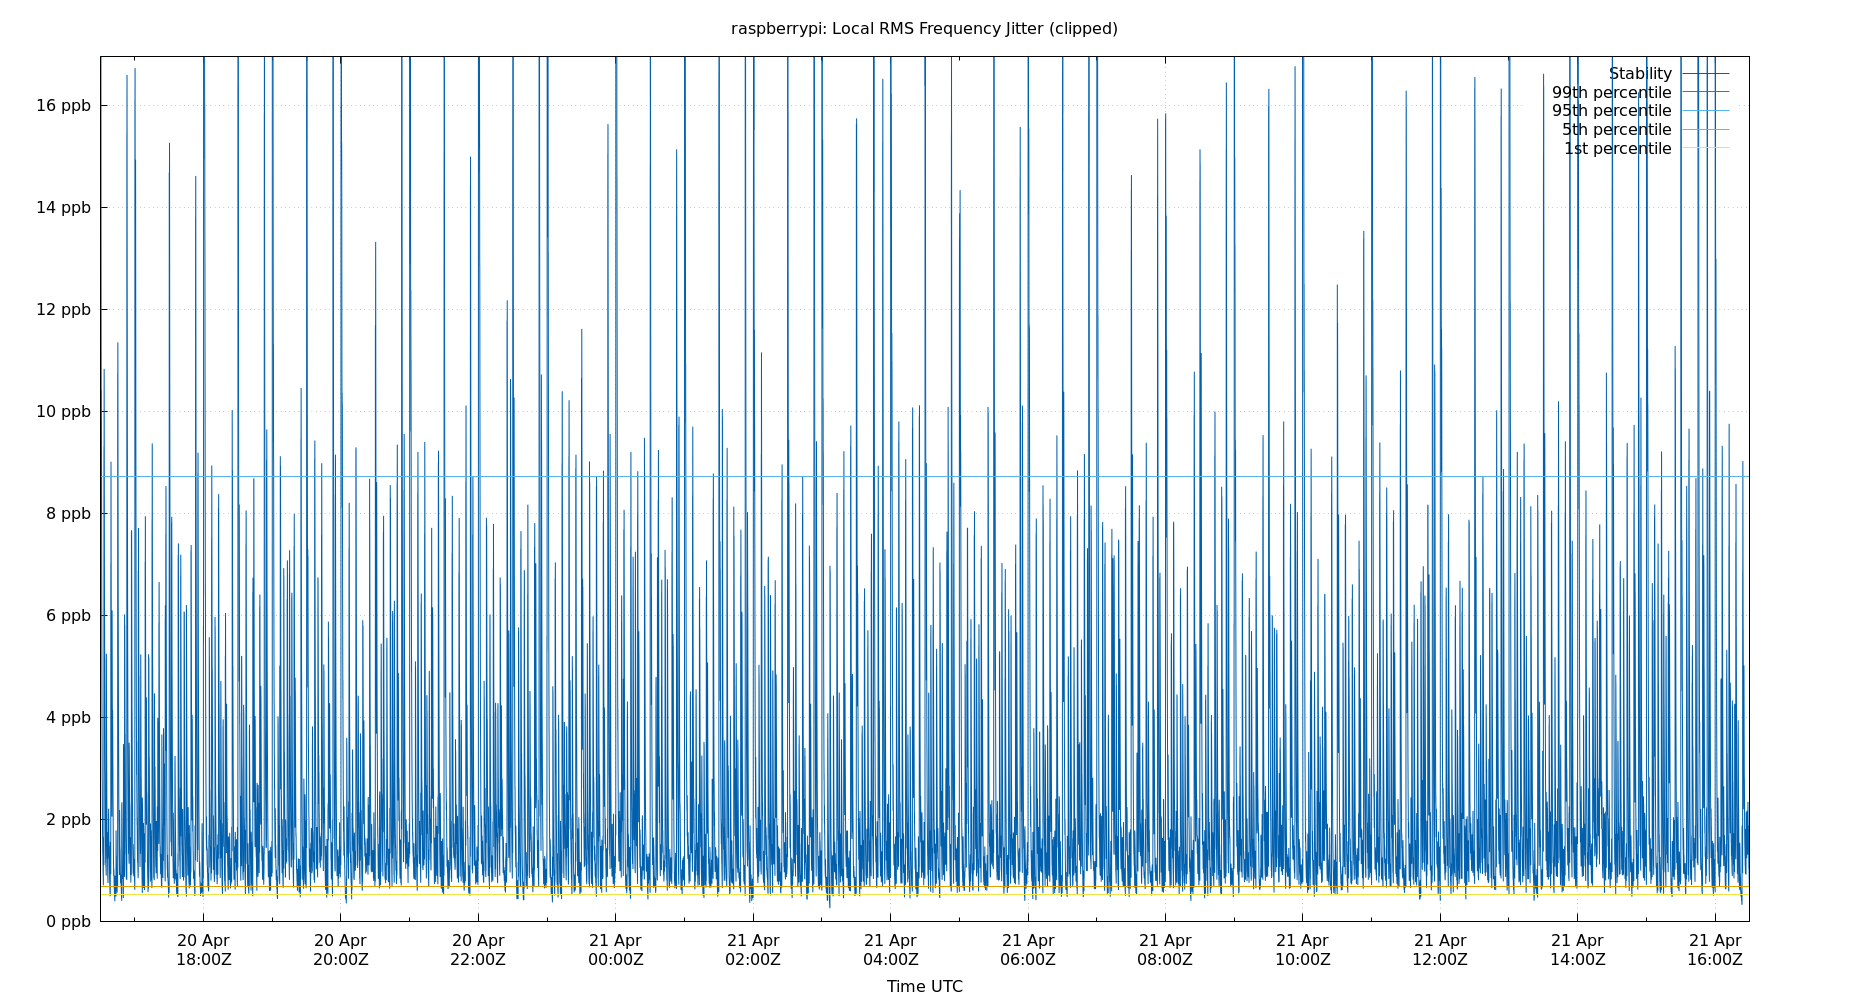 raspberrypi: Local RMS Frequency Jitter (clipped)
Stability
99th percentile
95th percentile
5th percentile
1st percentile
16 ppb
14 ppb
12 ppb
10 ppb
8 ppb
6 ppb
4 ppb
2 ppb
0 ppb
20 Apr 20 Apr 20 Apr 21 Apr 21 Apr 21 Apr 21 Apr 21 Apr 21 Apr 21 Apr 21 Apr 21 Apr
18:00Z 20:00Z 22:00Z 00:00Z 02:00Z 04:00Z 06:00Z 08:00Z 10:00Z 12:00Z 14:00Z 16:00Z
Time UTC